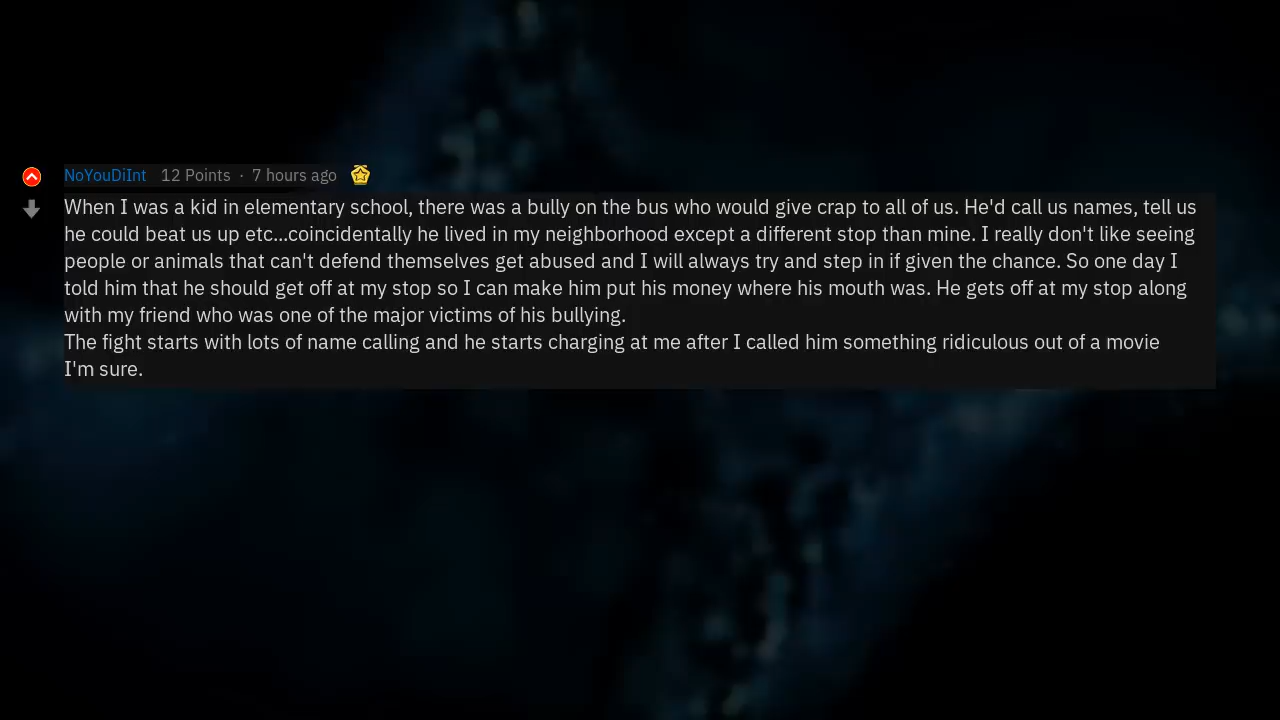 NoYouDiInt 12 Points · 7 hours ago
When I was a kid in elementary school, there was a bully on the bus who would give crap to all of us. He'd call us names, tell us
he could beat us up etc...coincidentally he lived in my neighborhood except a different stop than mine. I really don't like seeing
people or animals that can't defend themselves get abused and I will always try and step in if given the chance. So one day I
told him that he should get off at my stop so I can make him put his money where his mouth was. He gets off at my stop along
with my friend who was one of the major victims of his bullying.
The fight starts with lots of name calling and he starts charging at me after I called him something ridiculous out of a movie
I'm sure.